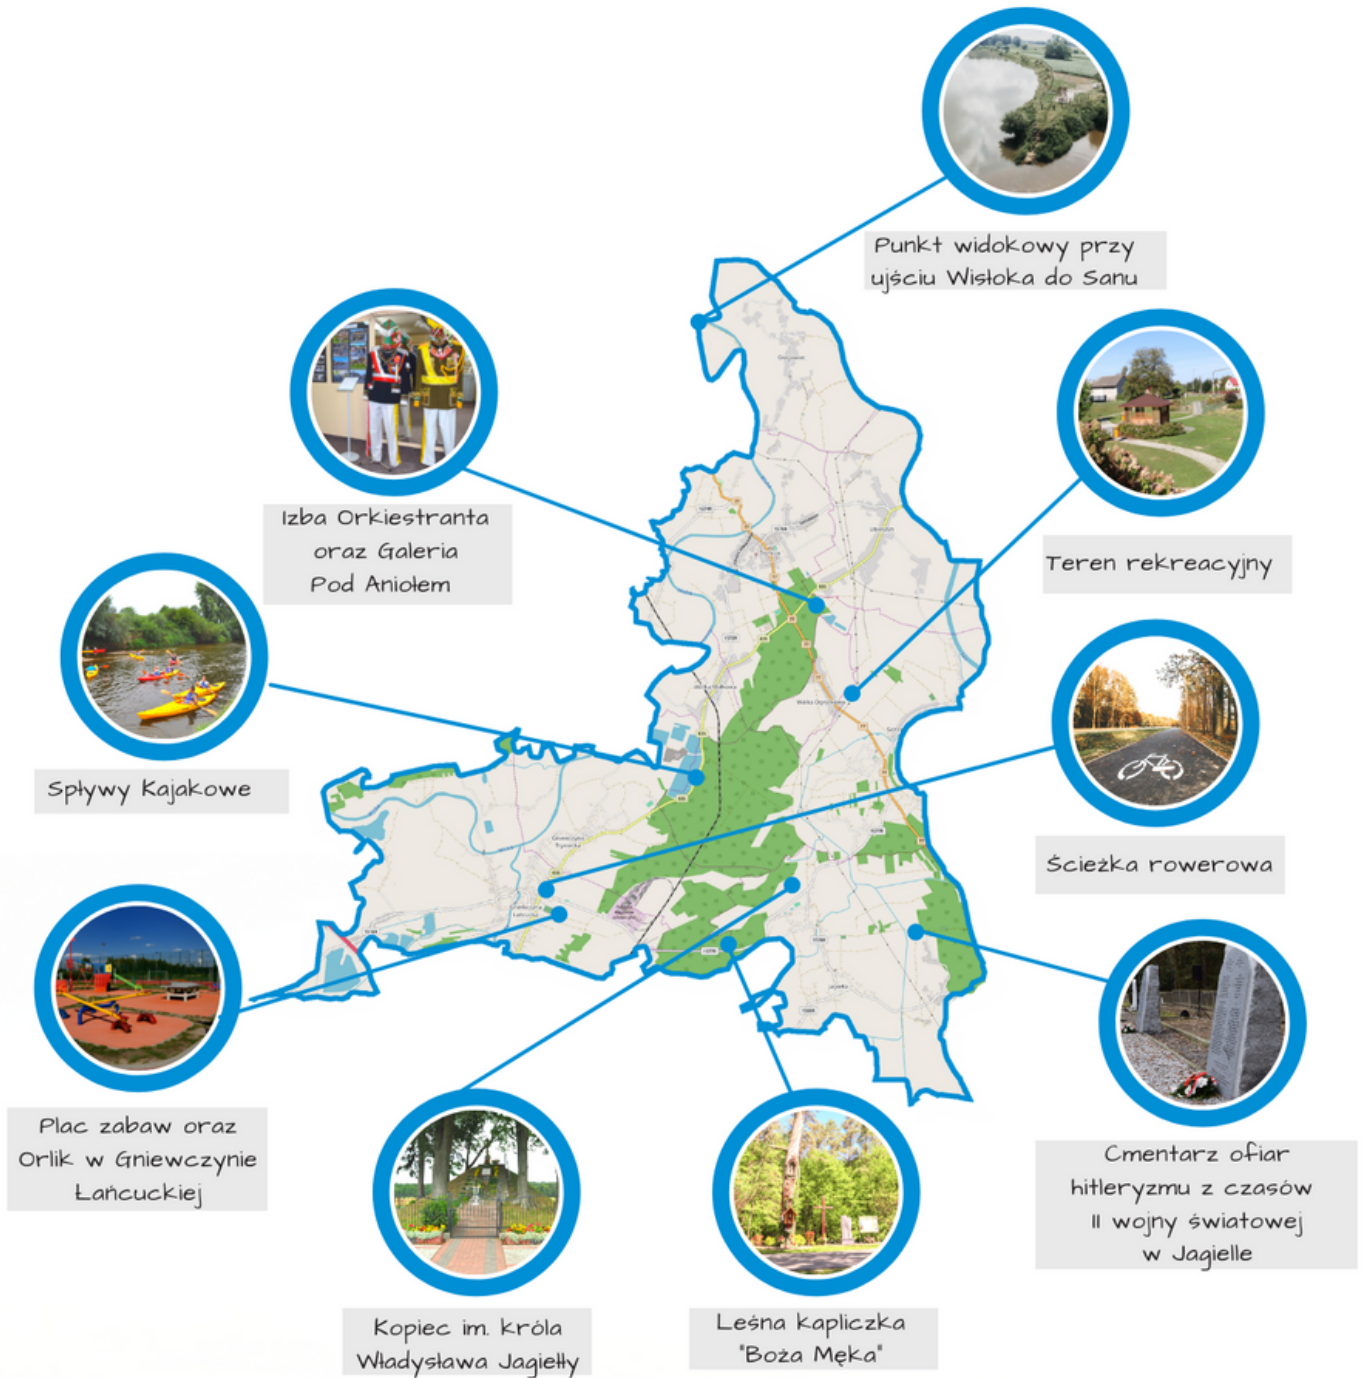 Punkt widokowy przy
ujściu Wisłoka do Sanu
Izba Orkiestranta
oraz Galeria
Pod Aniołem
Teren rekreacyjny
Spływy Kajakowe
Ścieżka rowerowa
Plac zabaw oraz
Orlik w Gniewczynie
Łańcuckiej
Cmentarz ofiar
hitleryzmu z czasów
II wojny światowej
w Jagielle
Kopiec im. króla
Władysława Jagiełły
Leśna kapliczka
"Boża Męka"